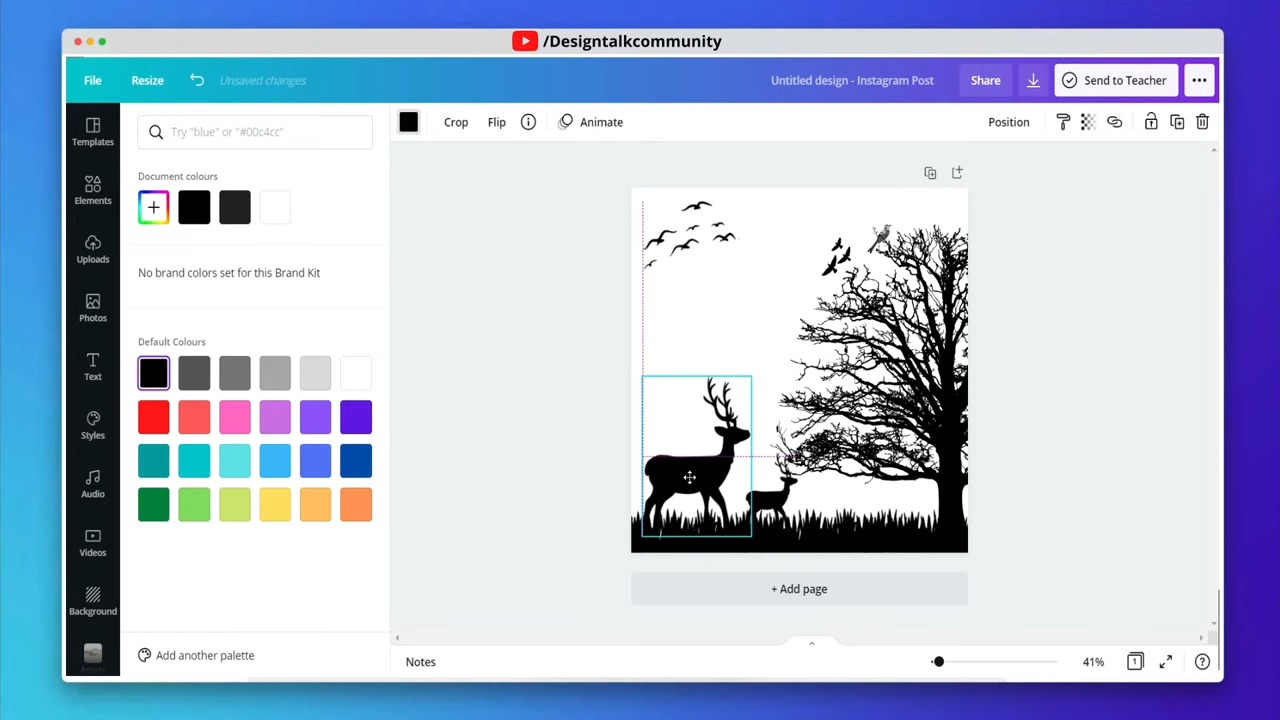 /Designtalkcommunity
File
Resize
Unsaved changes
Untitled design - Instagram Post
Share
Send to Teacher
Templates
Elements
Uploads
Photos
Text
Styles
Audio
Videos
Background
Try "blue" or "#00c4cc"
Document colours
No brand colors set for this Brand Kit
Default Colours
Add another palette
Crop
Flip
Animate
Position
+ Add page
Notes
41%
1